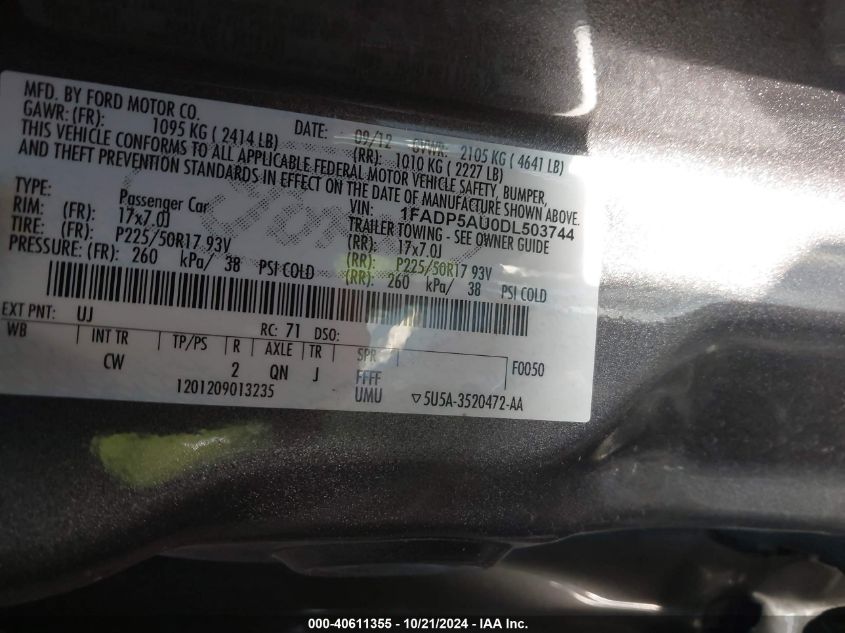 MFD. BY FORD MOTOR CO.
DATE: 09/12 GVWR: 2105 KG ( 4641 LB)
GAWR: (FR): 1095 KG ( 2414 LB) (RR): 1010 KG ( 2227 LB)
THIS VEHICLE CONFORMS TO ALL APPLICABLE FEDERAL MOTOR VEHICLE SAFETY, BUMPER,
AND THEFT PREVENTION STANDARDS IN EFFECT ON THE DATE OF MANUFACTURE SHOWN ABOVE.
VIN: 1FADP5AU0DL503744
TYPE: Passenger Car TRAILER TOWING - SEE OWNER GUIDE
RIM: (FR): 17x7.0J (RR): 17x7.0J
TIRE: (FR): P225/50R17 93V (RR): P225/50R17 93V
PRESSURE: (FR): 260 kPa/ 38 PSI COLD (RR): 260 kPa/ 38 PSI COLD
EXT PNT: UJ RC: 71 DSO:
WB INT TR TP/PS R AXLE TR SPR F0050
CW 2 QN J FFFF
1201209013235 UMU ▽5U5A-3520472-AA
000-40611355 - 10/21/2024 - IAA Inc.